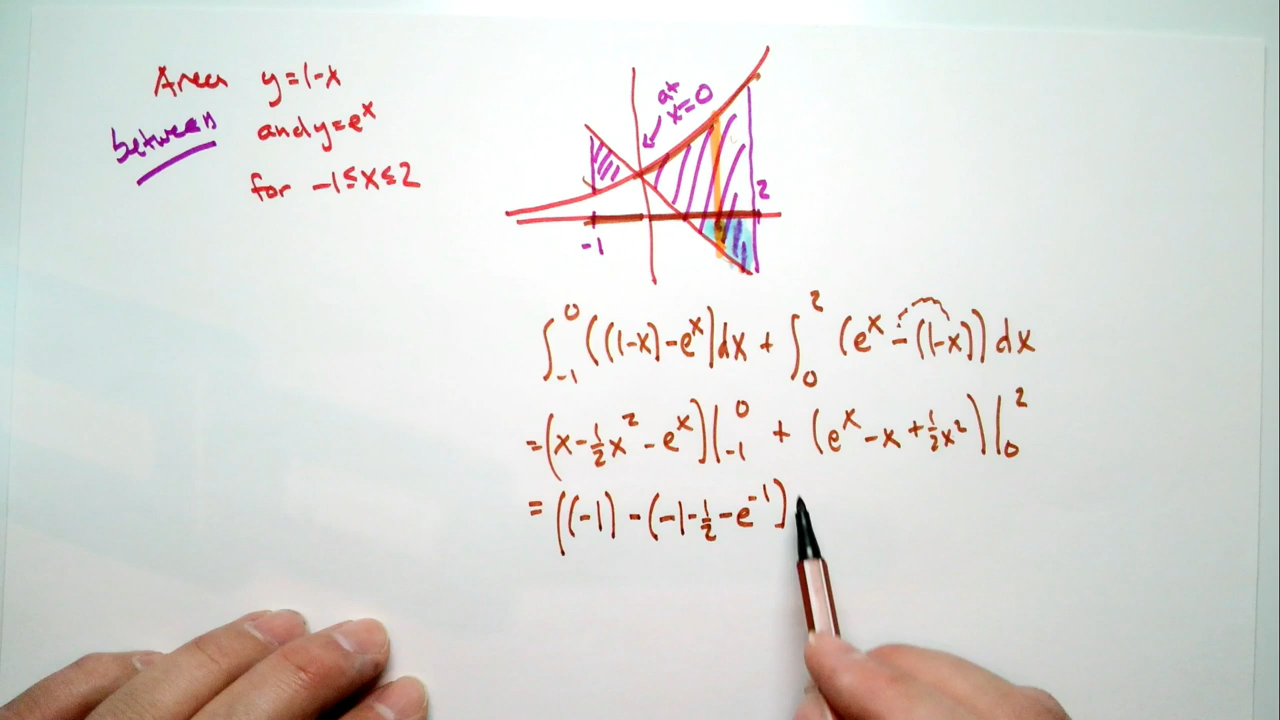 Area y=1-x
between and y=e^x
for -1≤x≤2
at
x=0
2
-1
∫_{-1}^{0} ((1-x)-e^x)dx + ∫_{0}^{2} (e^x-(1-x))dx
=(x-½x²-e^x)|_{-1}^{0} + (e^x-x+½x²)|_{0}^{2}
= ((-1)-(-1-½-e^{-1})